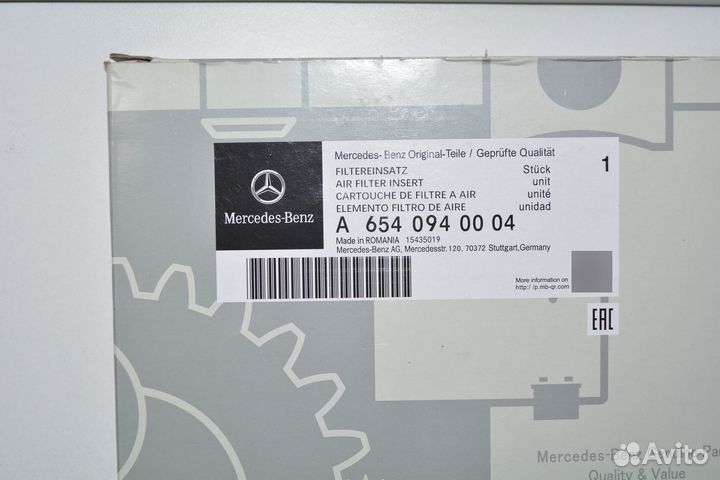 Mercedes-Benz Original-Teile / Geprüfte Qualität
FILTEREINSATZ Stück 1
AIR FILTER INSERT unit
CARTOUCHE DE FILTRE A AIR unité
ELEMENTO FILTRO DE AIRE unidad
Mercedes-Benz
A 654 094 00 04
Made in ROMANIA 15435019
Mercedes-Benz AG, Mercedesstr.120, 70372 Stuttgart,Germany
More information on
http://p.mb-qr.com
EAC
Mercedes-Benz
Quality & Value
Avito